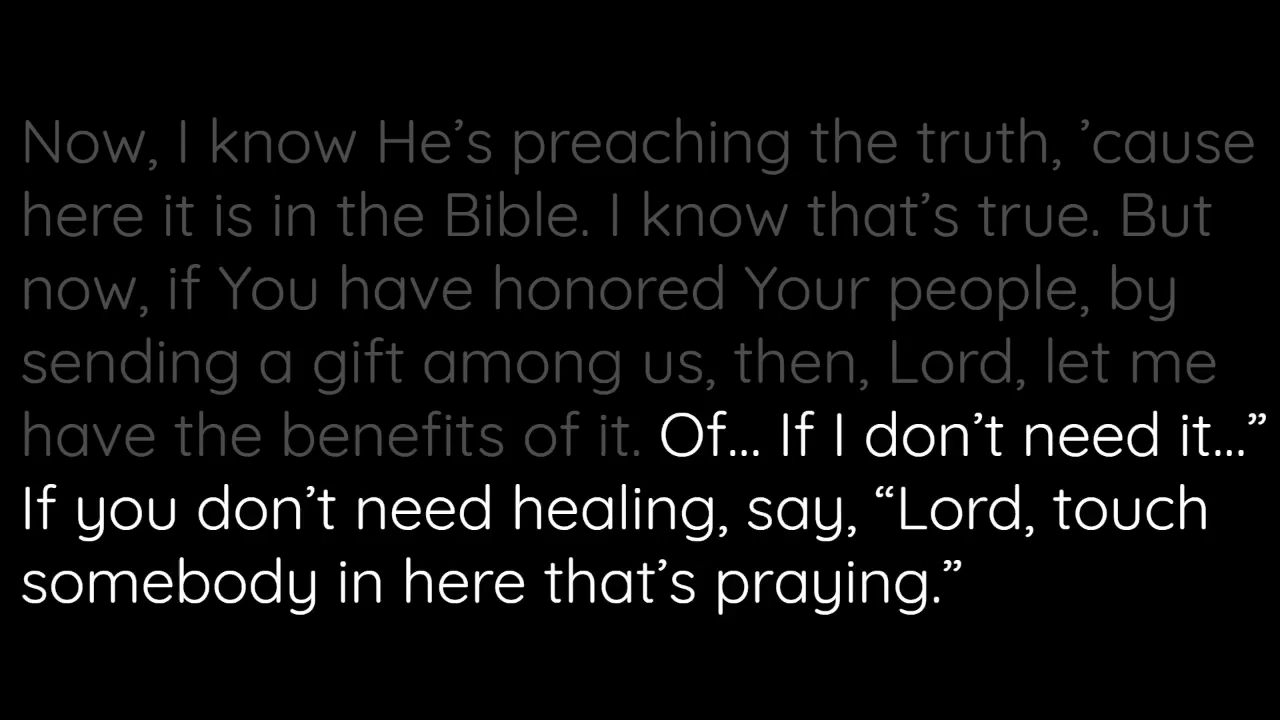 Now, I know He’s preaching the truth, ’cause
here it is in the Bible. I know that’s true. But
now, if You have honored Your people, by
sending a gift among us, then, Lord, let me
have the benefits of it. Of... If I don’t need it...”
If you don’t need healing, say, “Lord, touch
somebody in here that’s praying.”